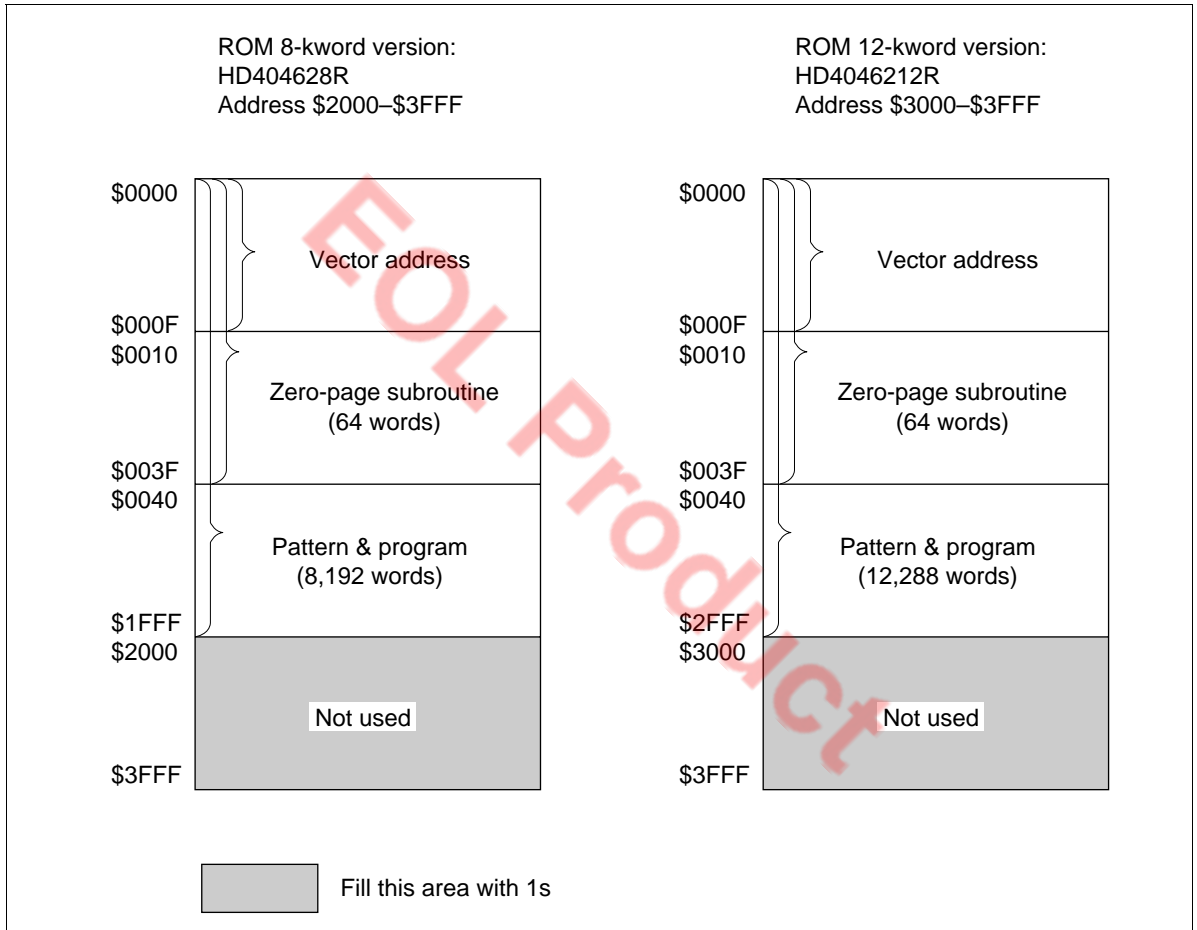 ROM 8-kword version:
HD404628R
Address $2000–$3FFF
$0000
Vector address
$000F
$0010
Zero-page subroutine
(64 words)
$003F
$0040
Pattern & program
(8,192 words)
$1FFF
$2000
Not used
$3FFF
ROM 12-kword version:
HD4046212R
Address $3000–$3FFF
$0000
Vector address
$000F
$0010
Zero-page subroutine
(64 words)
$003F
$0040
Pattern & program
(12,288 words)
$2FFF
$3000
Not used
$3FFF
Fill this area with 1s
EOL Product